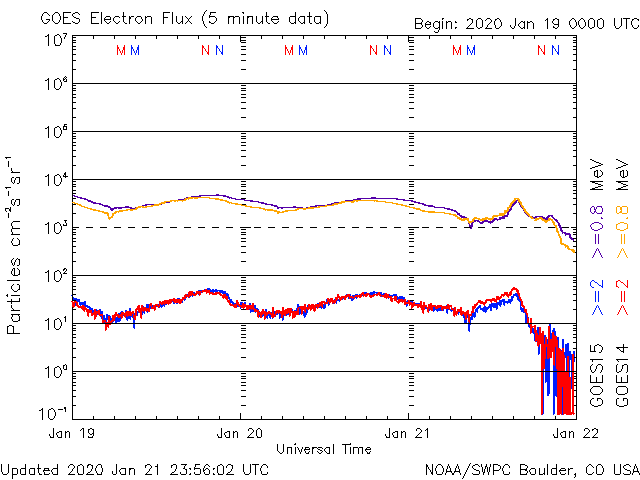 GOES Electron Flux (5 minute data)
Begin: 2020 Jan 19 0000 UTC
M M N N M M N N M M N N
10⁷
10⁶
10⁵
10⁴
10³
10²
10¹
10⁰
10⁻¹
Particles cm⁻²s⁻¹sr⁻¹
Jan 19 Jan 20 Jan 21 Jan 22
Universal Time
GOES15 >=2 >=0.8 MeV
GOES14 >=2 >=0.8 MeV
Updated 2020 Jan 21 23:56:02 UTC
NOAA/SWPC Boulder, CO USA